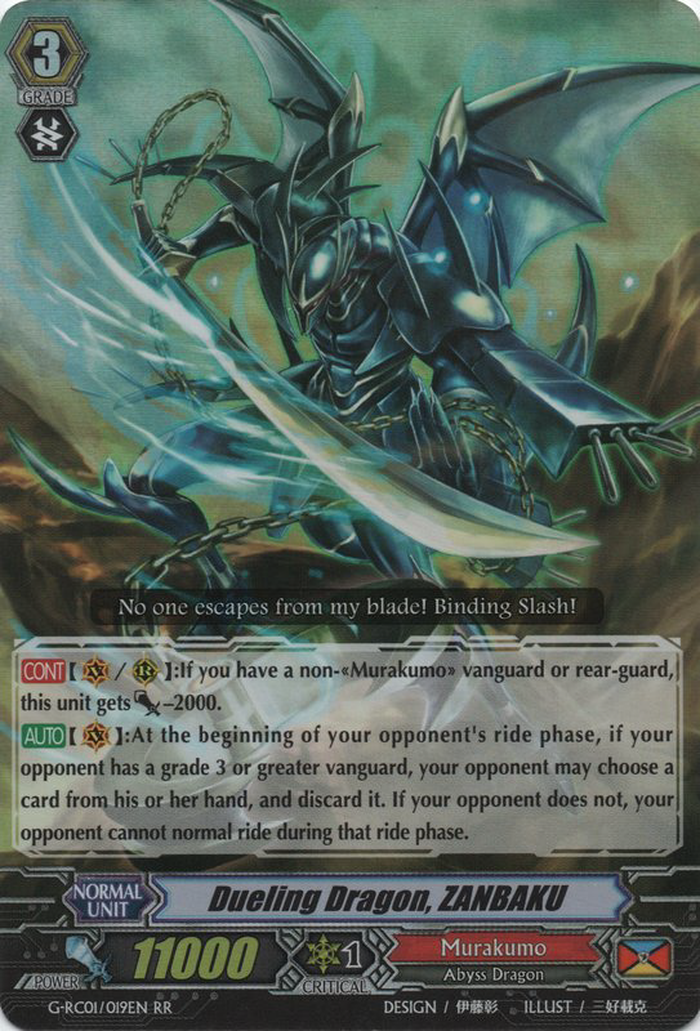 3
GRADE
No one escapes from my blade! Binding Slash!
CONT【 V / R 】:If you have a non-«Murakumo» vanguard or rear-guard,
this unit gets -2000.
AUTO【 V 】:At the beginning of your opponent's ride phase, if your
opponent has a grade 3 or greater vanguard, your opponent may choose a
card from his or her hand, and discard it. If your opponent does not, your
opponent cannot normal ride during that ride phase.
NORMAL
UNIT
Dueling Dragon, ZANBAKU
POWER
11000
1
CRITICAL
Murakumo
Abyss Dragon
G-RC01/019EN RR
DESIGN / 伊藤彰
ILLUST / 三好載克